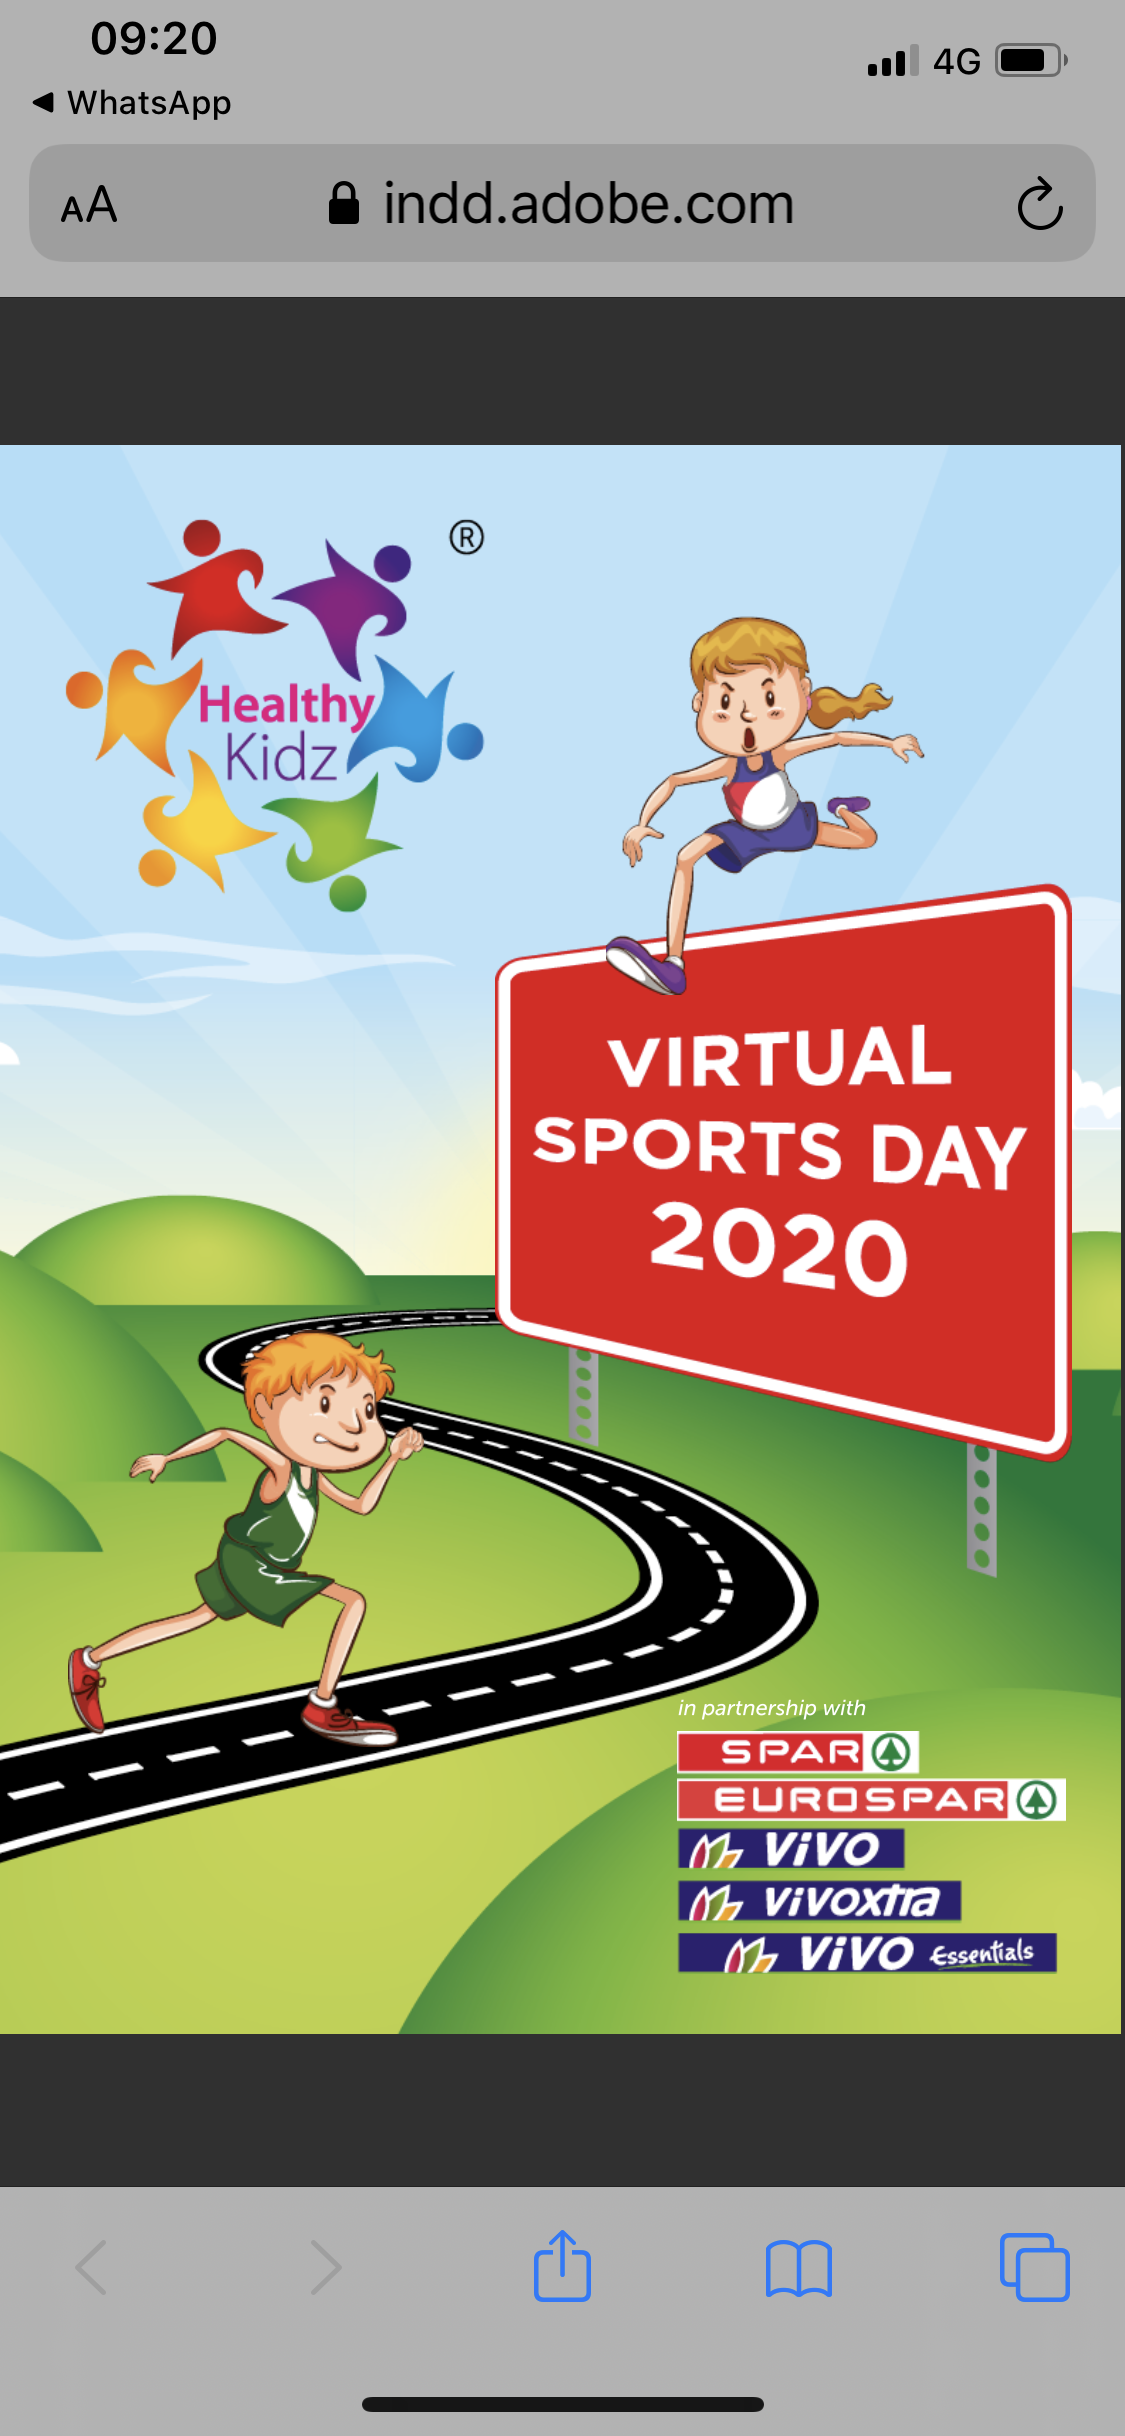 09:20
4G
WhatsApp
AA
indd.adobe.com
®
Healthy
Kidz
VIRTUAL
SPORTS DAY
2020
in partnership with
SPAR
EUROSPAR
ViVO
vivoxtra
ViVO Essentials